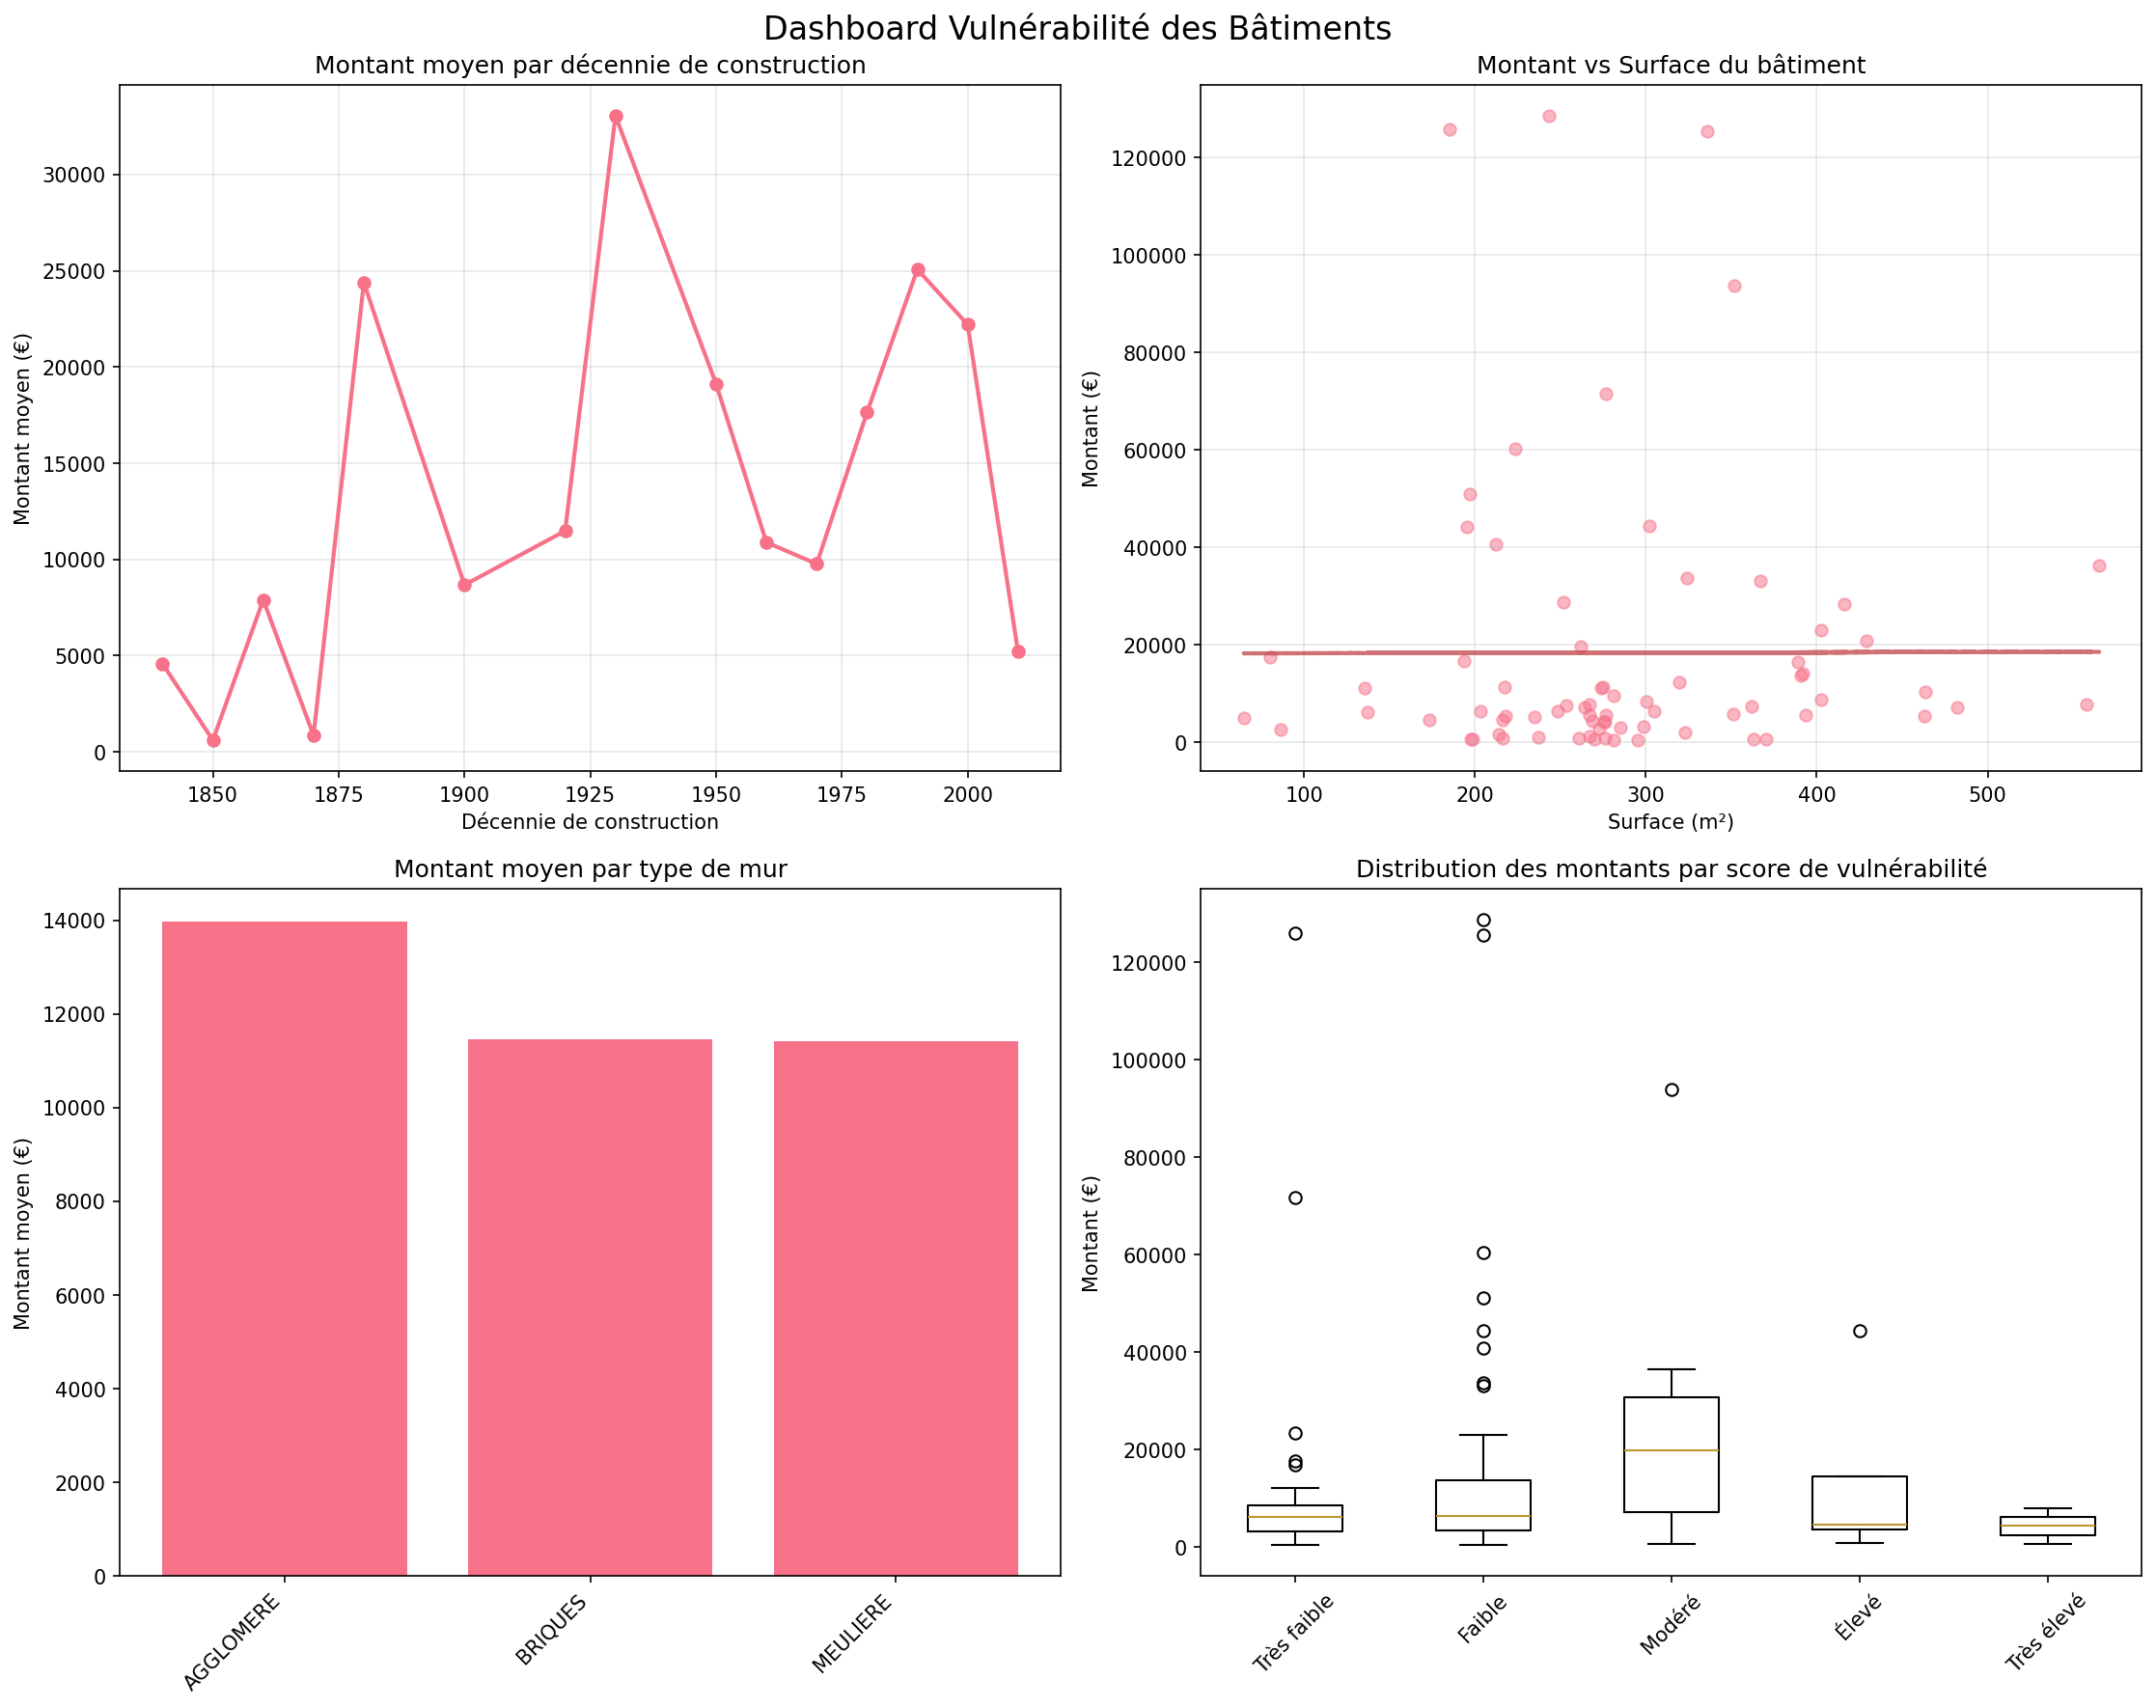 Dashboard Vulnérabilité des Bâtiments
Montant moyen par décennie de construction
Montant moyen (€)
30000
25000
20000
15000
10000
5000
0
1850 1875 1900 1925 1950 1975 2000
Décennie de construction
Montant vs Surface du bâtiment
Montant (€)
120000
100000
80000
60000
40000
20000
0
100 200 300 400 500
Surface (m²)
Montant moyen par type de mur
Montant moyen (€)
14000
12000
10000
8000
6000
4000
2000
0
AGGLOMERE BRIQUES MEULIERE
Distribution des montants par score de vulnérabilité
Montant (€)
120000
100000
80000
60000
40000
20000
0
Très faible Faible Modéré Élevé Très élevé